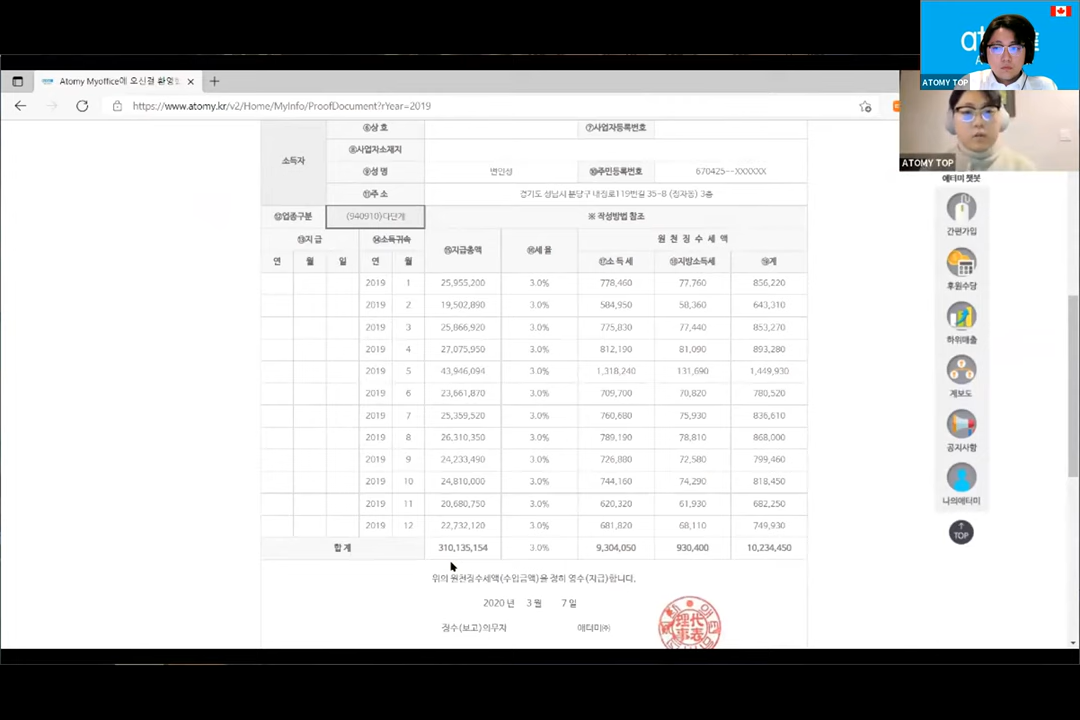 Atomy Myoffice에 오신걸 환영합
https://www.atomy.kr/v2/Home/MyInfo/ProofDocument?rYear=2019
ATOMY TOP
ATOMY TOP
소득자
⑥상 호
⑦사업자등록번호
⑧사업자소재지
⑨성 명
변인성
⑩주민등록번호
670425--XXXXXX
⑪주 소
경기도 성남시 분당구 내정로119번길 35-8 (정자동) 3층
⑫업종구분
(940910)다단계
※ 작성방법 참조
⑬지 급
⑭소득귀속
⑮지급총액
⑯세 율
원 천 징 수 세 액
연 월 일 연 월
⑰소 득 세
⑱지방소득세
⑲계
2019 1 25,955,200 3.0% 778,460 77,760 856,220
2019 2 19,502,890 3.0% 584,950 58,360 643,310
2019 3 25,866,920 3.0% 775,830 77,440 853,270
2019 4 27,075,950 3.0% 812,190 81,090 893,280
2019 5 43,946,094 3.0% 1,318,240 131,690 1,449,930
2019 6 23,661,870 3.0% 709,700 70,820 780,520
2019 7 25,359,520 3.0% 760,680 75,930 836,610
2019 8 26,310,350 3.0% 789,190 78,810 868,000
2019 9 24,233,490 3.0% 726,880 72,580 799,460
2019 10 24,810,000 3.0% 744,160 74,290 818,450
2019 11 20,680,750 3.0% 620,320 61,930 682,250
2019 12 22,732,120 3.0% 681,820 68,110 749,930
합 계 310,135,154 3.0% 9,304,050 930,400 10,234,450
위의 원천징수세액(수입금액)을 정히 영수(지급)합니다.
2020 년 3 월 7 일
징수(보고)의무자 애터미㈜
애터미 챗봇
간편가입
후원수당
하위매출
계보도
공지사항
나의애터미
TOP